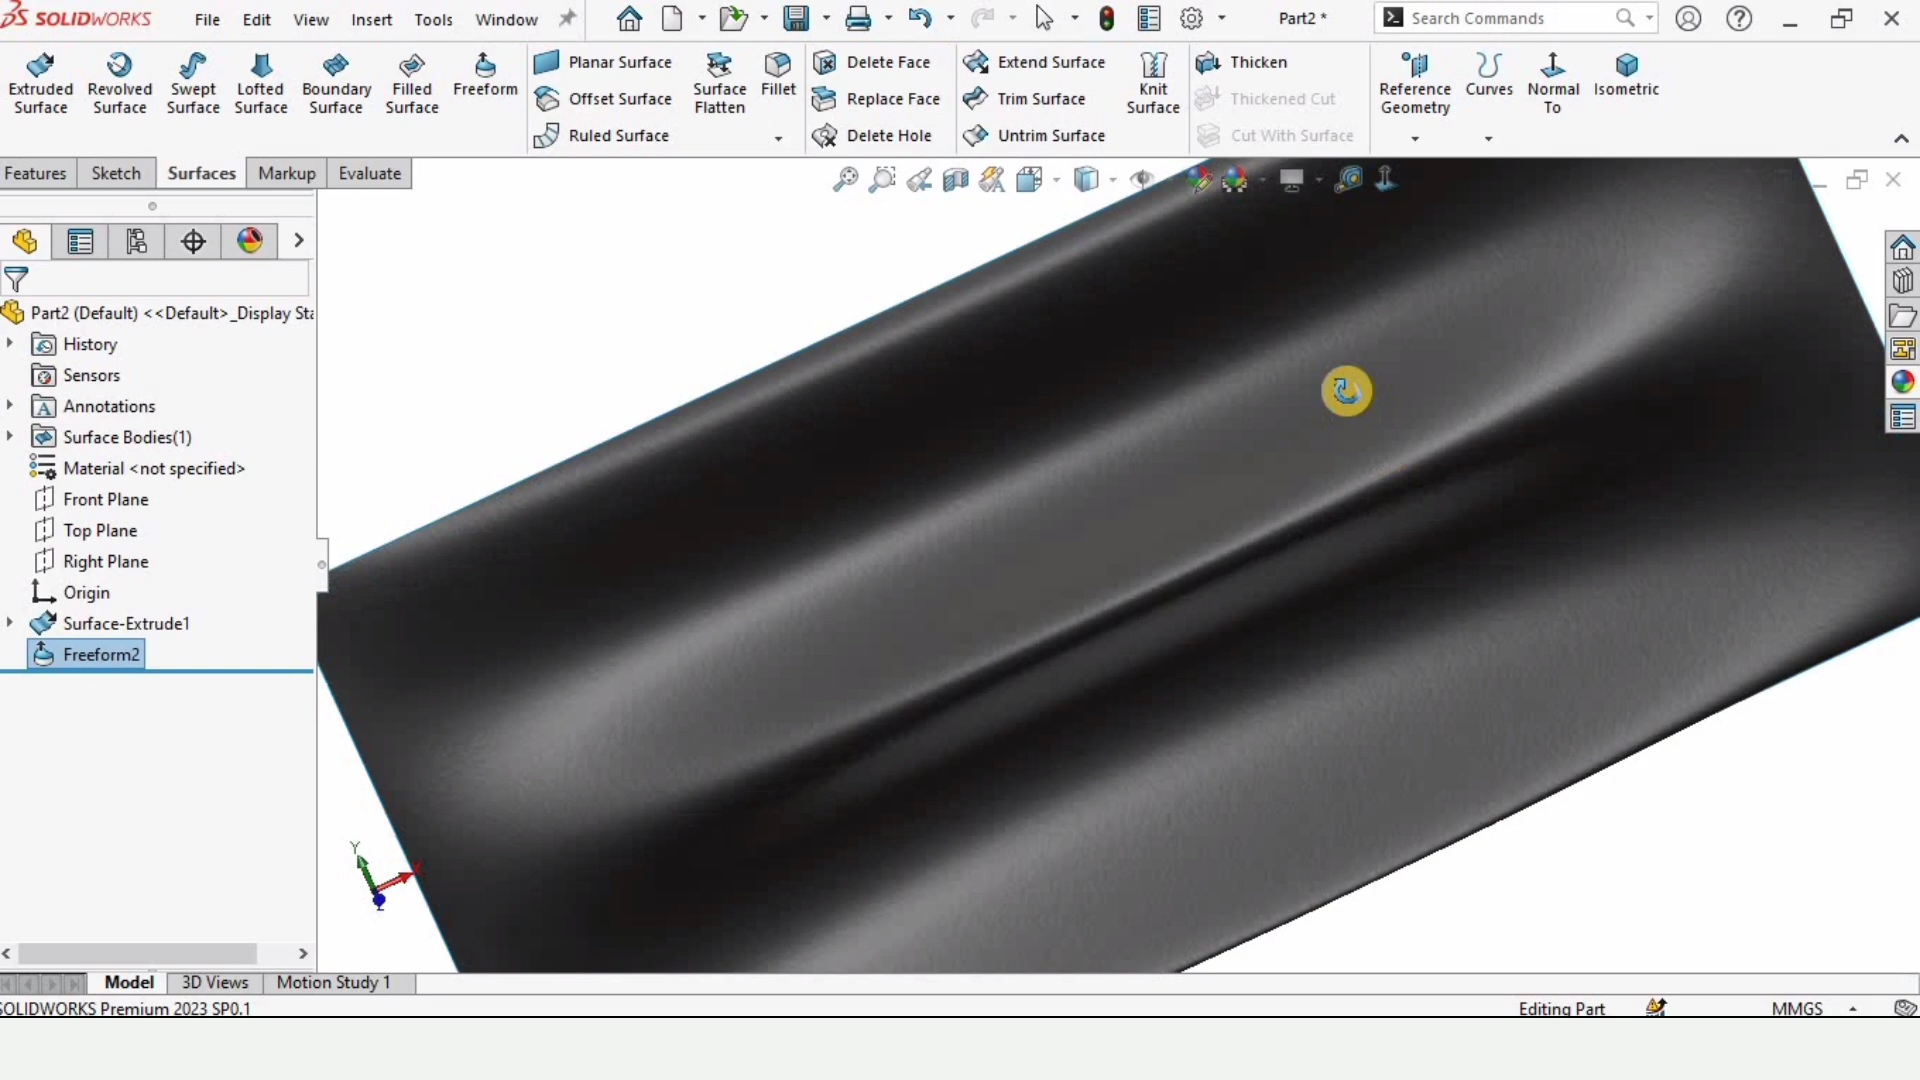 SOLIDWORKS File Edit View Insert Tools Window Part2 * Search Commands
Extruded Surface
Revolved Surface
Swept Surface
Lofted Surface
Boundary Surface
Filled Surface
Freeform
Planar Surface
Offset Surface
Ruled Surface
Surface Flatten
Fillet
Delete Face
Replace Face
Delete Hole
Extend Surface
Trim Surface
Untrim Surface
Knit Surface
Thicken
Thickened Cut
Cut With Surface
Reference Geometry
Curves
Normal To
Isometric
Features Sketch Surfaces Markup Evaluate
Part2 (Default) <<Default>_Display Sta
History
Sensors
Annotations
Surface Bodies(1)
Material <not specified>
Front Plane
Top Plane
Right Plane
Origin
Surface-Extrude1
Freeform2
Y
Z
Model 3D Views Motion Study 1
SOLIDWORKS Premium 2023 SP0.1 Editing Part MMGS